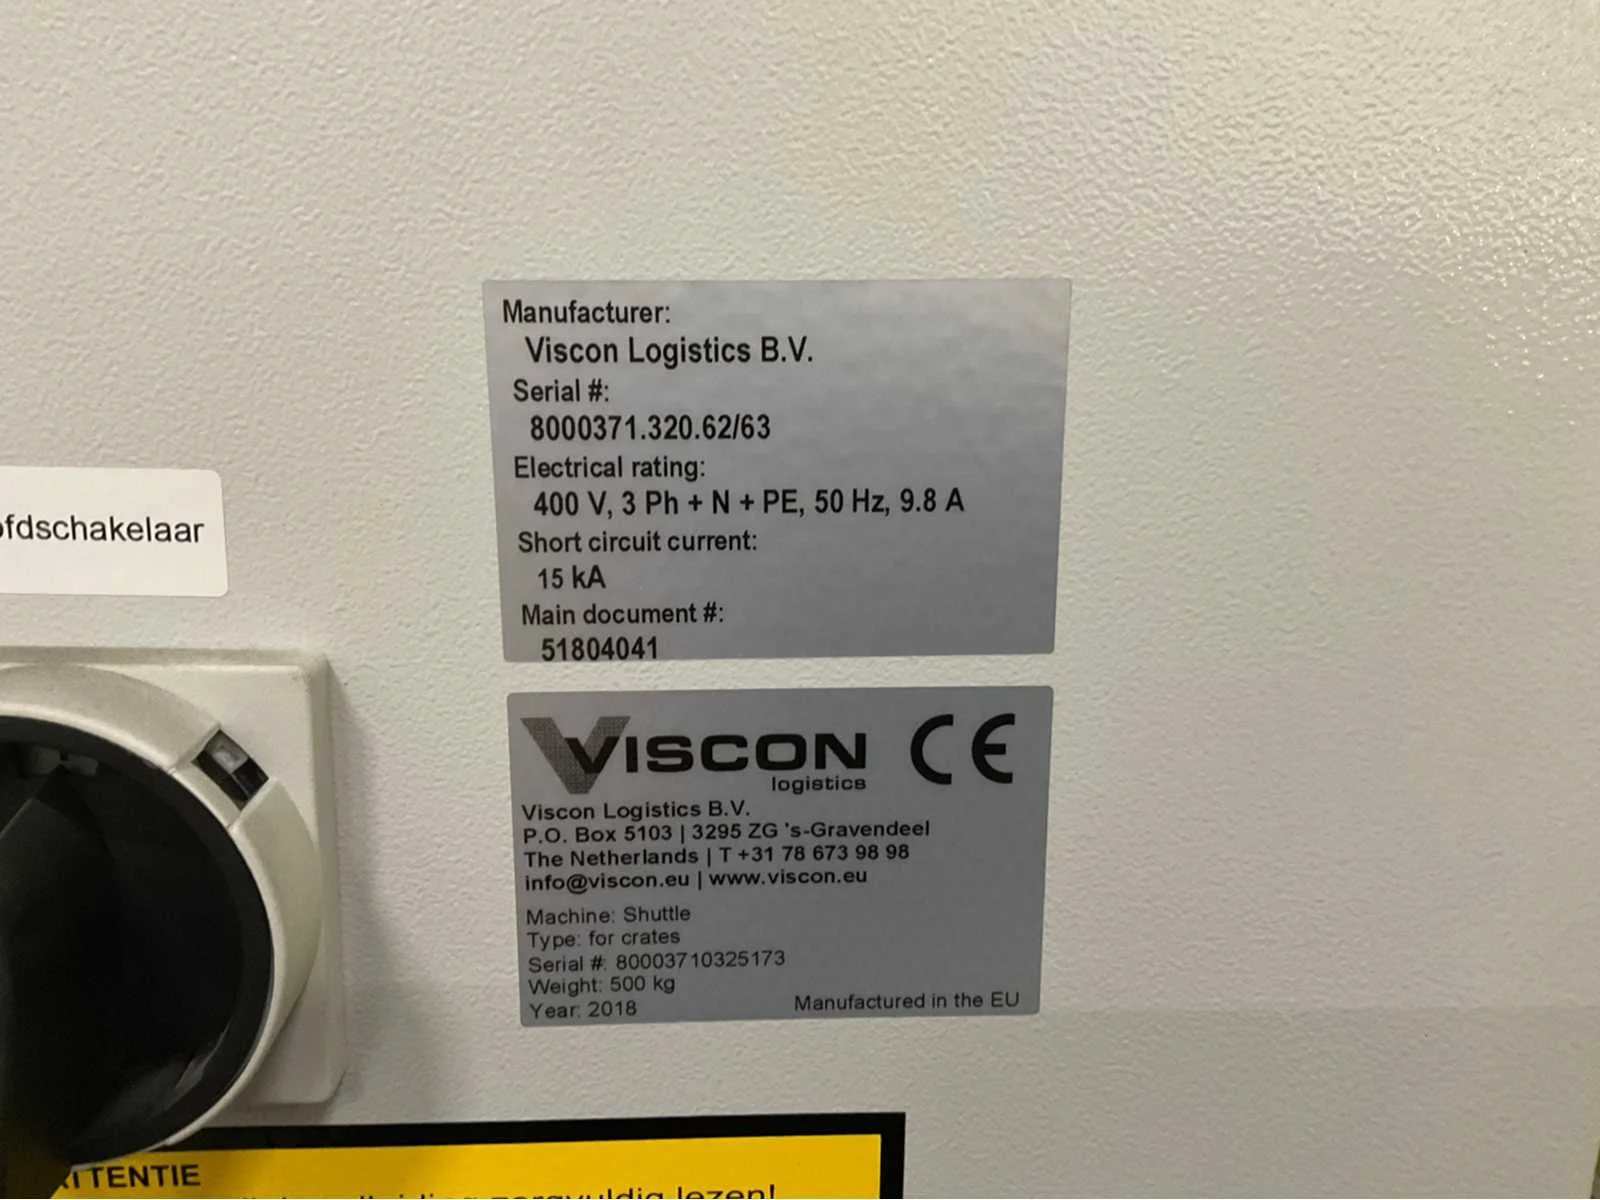 Manufacturer:
Viscon Logistics B.V.
Serial #:
8000371.320.62/63
Electrical rating:
400 V, 3 Ph + N + PE, 50 Hz, 9.8 A
Short circuit current:
15 kA
Main document #:
51804041
fdschakelaar
VISCON CE
logistics
Viscon Logistics B.V.
P.O. Box 5103 | 3295 ZG 's-Gravendeel
The Netherlands | T +31 78 673 98 98
info@viscon.eu | www.viscon.eu
Machine: Shuttle
Type: for crates
Serial #: 80003710325173
Weight: 500 kg
Year: 2018
Manufactured in the EU
ATTENTIE
zorgvuldig lezen!